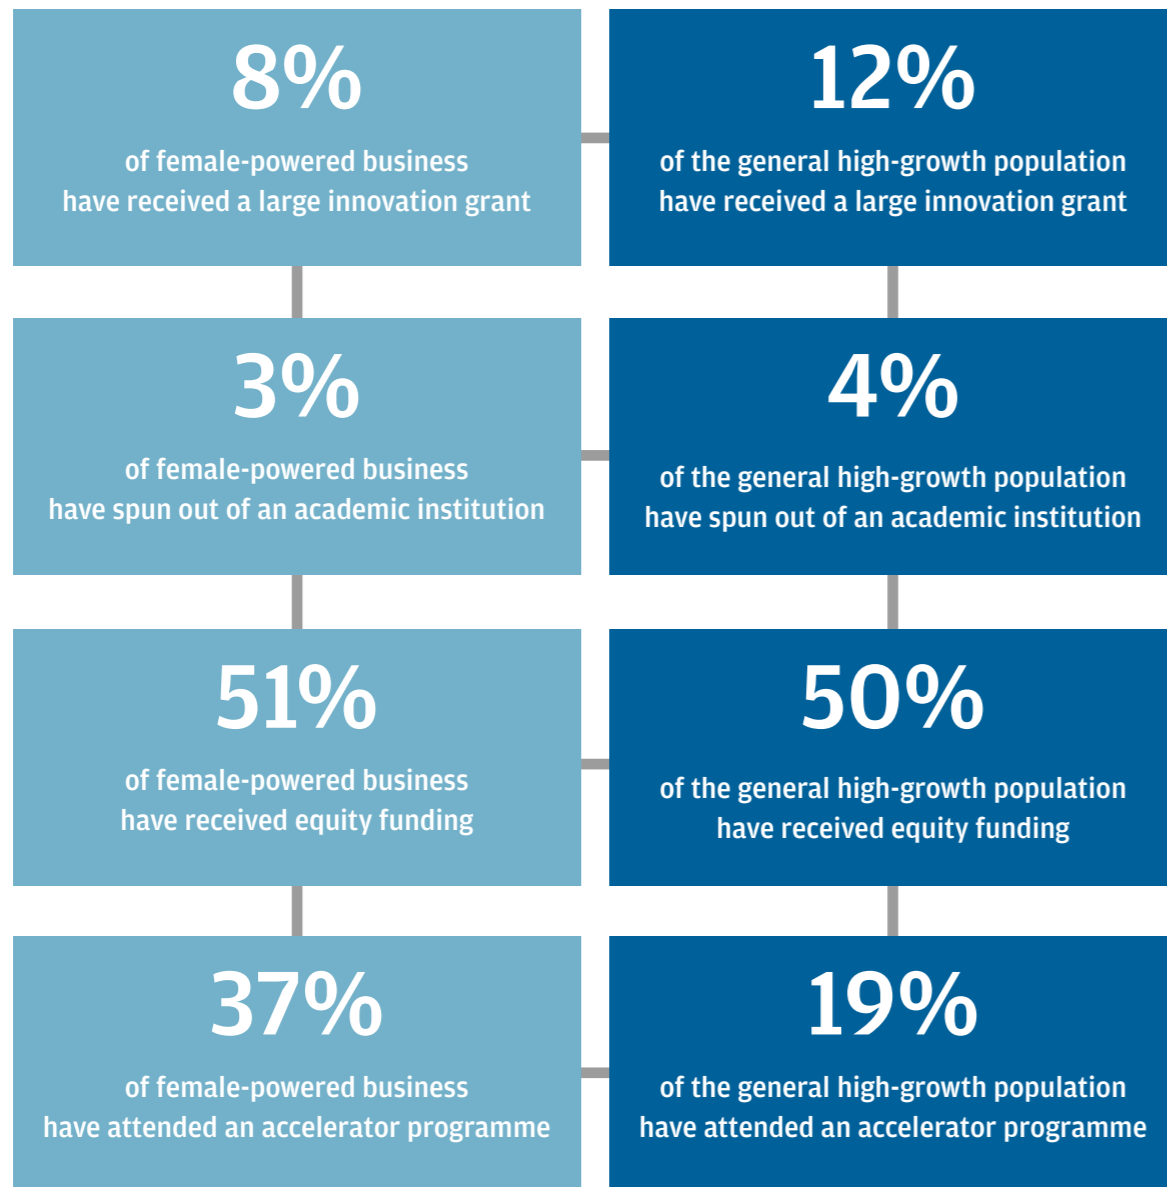 8%
of female-powered business
have received a large innovation grant
12%
of the general high-growth population
have received a large innovation grant
3%
of female-powered business
have spun out of an academic institution
4%
of the general high-growth population
have spun out of an academic institution
51%
of female-powered business
have received equity funding
50%
of the general high-growth population
have received equity funding
37%
of female-powered business
have attended an accelerator programme
19%
of the general high-growth population
have attended an accelerator programme